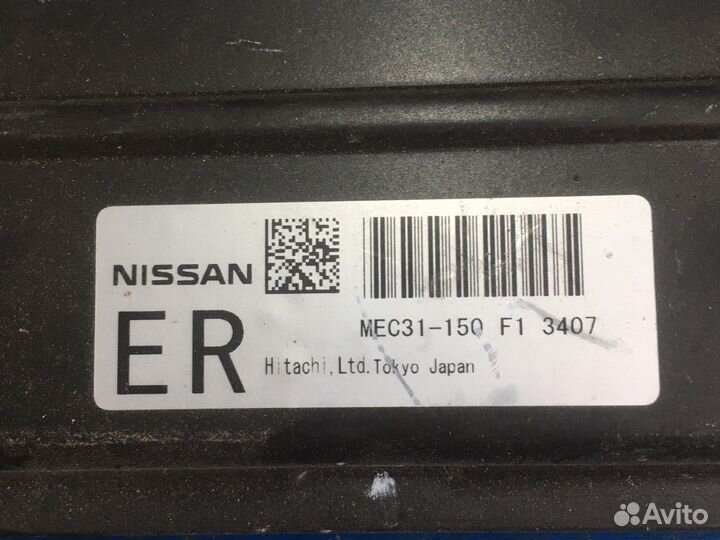 NISSAN
ER
MEC31-150 F1 3407
Hitachi,Ltd.Tokyo Japan
Avito